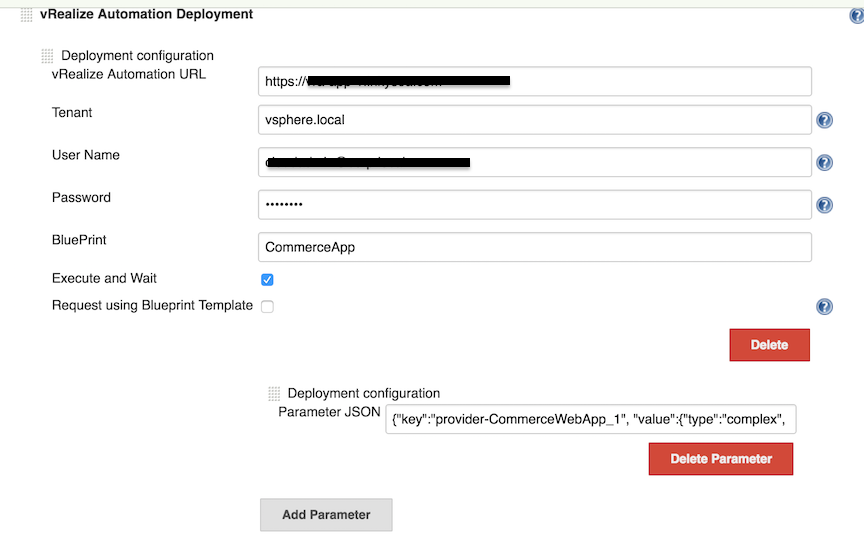 vRealize Automation Deployment
Deployment configuration
vRealize Automation URL
https://
Tenant
vsphere.local
User Name
Password
••••••••
BluePrint
CommerceApp
Execute and Wait
Request using Blueprint Template
Delete
Deployment configuration
Parameter JSON
{"key":"provider-CommerceWebApp_1", "value":{"type":"complex",
Delete Parameter
Add Parameter